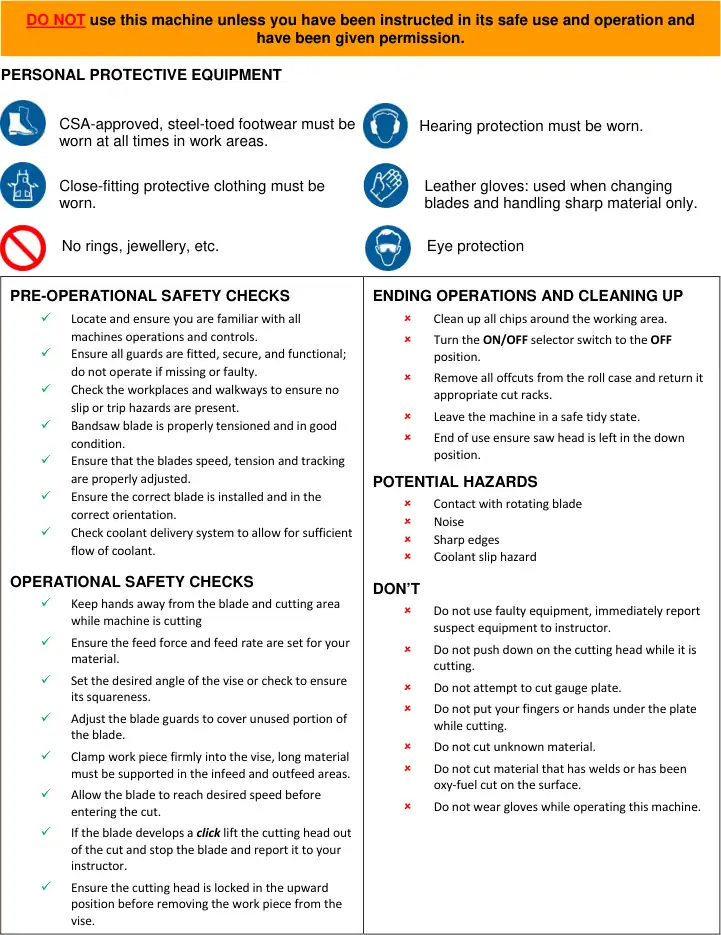 DO NOT use this machine unless you have been instructed in its safe use and operation and
have been given permission.
PERSONAL PROTECTIVE EQUIPMENT
CSA-approved, steel-toed footwear must be
worn at all times in work areas.
Hearing protection must be worn.
Close-fitting protective clothing must be
worn.
Leather gloves: used when changing
blades and handling sharp material only.
No rings, jewellery, etc.
Eye protection
PRE-OPERATIONAL SAFETY CHECKS
✓ Locate and ensure you are familiar with all
machines operations and controls.
✓ Ensure all guards are fitted, secure, and functional;
do not operate if missing or faulty.
✓ Check the workplaces and walkways to ensure no
slip or trip hazards are present.
✓ Bandsaw blade is properly tensioned and in good
condition.
✓ Ensure that the blades speed, tension and tracking
are properly adjusted.
✓ Ensure the correct blade is installed and in the
correct orientation.
✓ Check coolant delivery system to allow for sufficient
flow of coolant.
OPERATIONAL SAFETY CHECKS
✓ Keep hands away from the blade and cutting area
while machine is cutting
✓ Ensure the feed force and feed rate are set for your
material.
✓ Set the desired angle of the vise or check to ensure
its squareness.
✓ Adjust the blade guards to cover unused portion of
the blade.
✓ Clamp work piece firmly into the vise, long material
must be supported in the infeed and outfeed areas.
✓ Allow the blade to reach desired speed before
entering the cut.
✓ If the blade develops a click lift the cutting head out
of the cut and stop the blade and report it to your
instructor.
✓ Ensure the cutting head is locked in the upward
position before removing the work piece from the
vise.
ENDING OPERATIONS AND CLEANING UP
× Clean up all chips around the working area.
× Turn the ON/OFF selector switch to the OFF
position.
× Remove all offcuts from the roll case and return it
appropriate cut racks.
× Leave the machine in a safe tidy state.
× End of use ensure saw head is left in the down
position.
POTENTIAL HAZARDS
× Contact with rotating blade
× Noise
× Sharp edges
× Coolant slip hazard
DON'T
× Do not use faulty equipment, immediately report
suspect equipment to instructor.
× Do not push down on the cutting head while it is
cutting.
× Do not attempt to cut gauge plate.
× Do not put your fingers or hands under the plate
while cutting.
× Do not cut unknown material.
× Do not cut material that has welds or has been
oxy-fuel cut on the surface.
× Do not wear gloves while operating this machine.